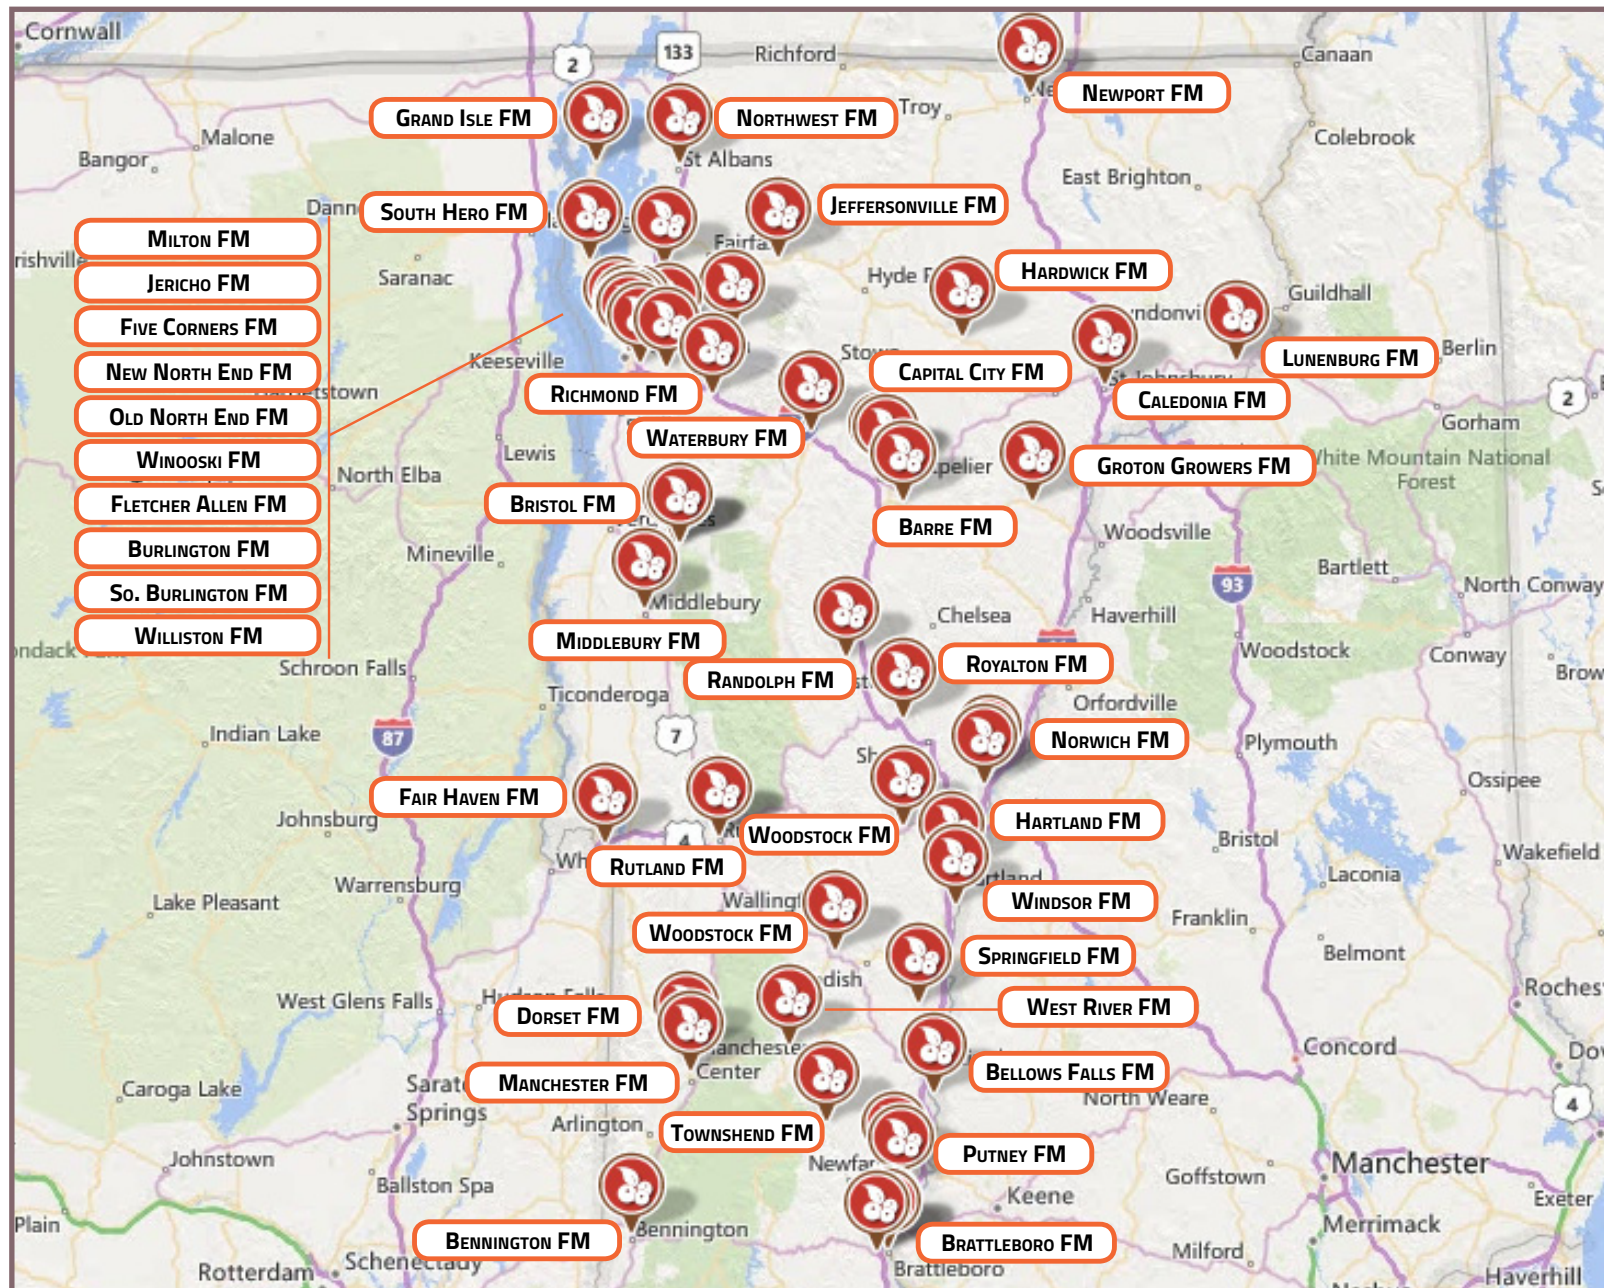 Cornwall
2
133
Richford
Canaan
Newport FM
Grand Isle FM
Northwest FM
Troy
Malone
Colebrook
Bangor
St Albans
East Brighton
South Hero FM
Jeffersonville FM
Milton FM
Saranac
Hardwick FM
Jericho FM
Guildhall
Five Corners FM
Keeseville
Lunenburg FM
Berlin
New North End FM
Richmond FM
Capital City FM
St Johnsbury
Caledonia FM
2
Old North End FM
Gorham
Waterbury FM
Winooski FM
Lewis
North Elba
Groton Growers FM
White Mountain National
Forest
Fletcher Allen FM
Bristol FM
Barre FM
Woodsville
Burlington FM
Mineville
Bartlett
93
North Conway
So. Burlington FM
Middlebury
Chelsea
Haverhill
Williston FM
Middlebury FM
Woodstock
Conway
Schroon Falls
Randolph FM
Royalton FM
Ticonderoga
Orfordville
Indian Lake
87
7
Norwich FM
Plymouth
Ossipee
Fair Haven FM
Johnsburg
4
Woodstock FM
Hartland FM
Bristol
Rutland FM
Wakefield
Warrensburg
Laconia
Lake Pleasant
Windsor FM
Franklin
Woodstock FM
Springfield FM
Belmont
West Glens Falls
Dorset FM
West River FM
Manchester
Center
Concord
Manchester FM
Bellows Falls FM
Caroga Lake
Springs
North Weare
4
Arlington
Townshend FM
Putney FM
Johnstown
Manchester
Goffstown
Ballston Spa
Keene
Exeter
Plain
Bennington
Merrimack
Bennington FM
Brattleboro FM
Milford
Schenectady
Rotterdam
Brattleboro
Haverhill